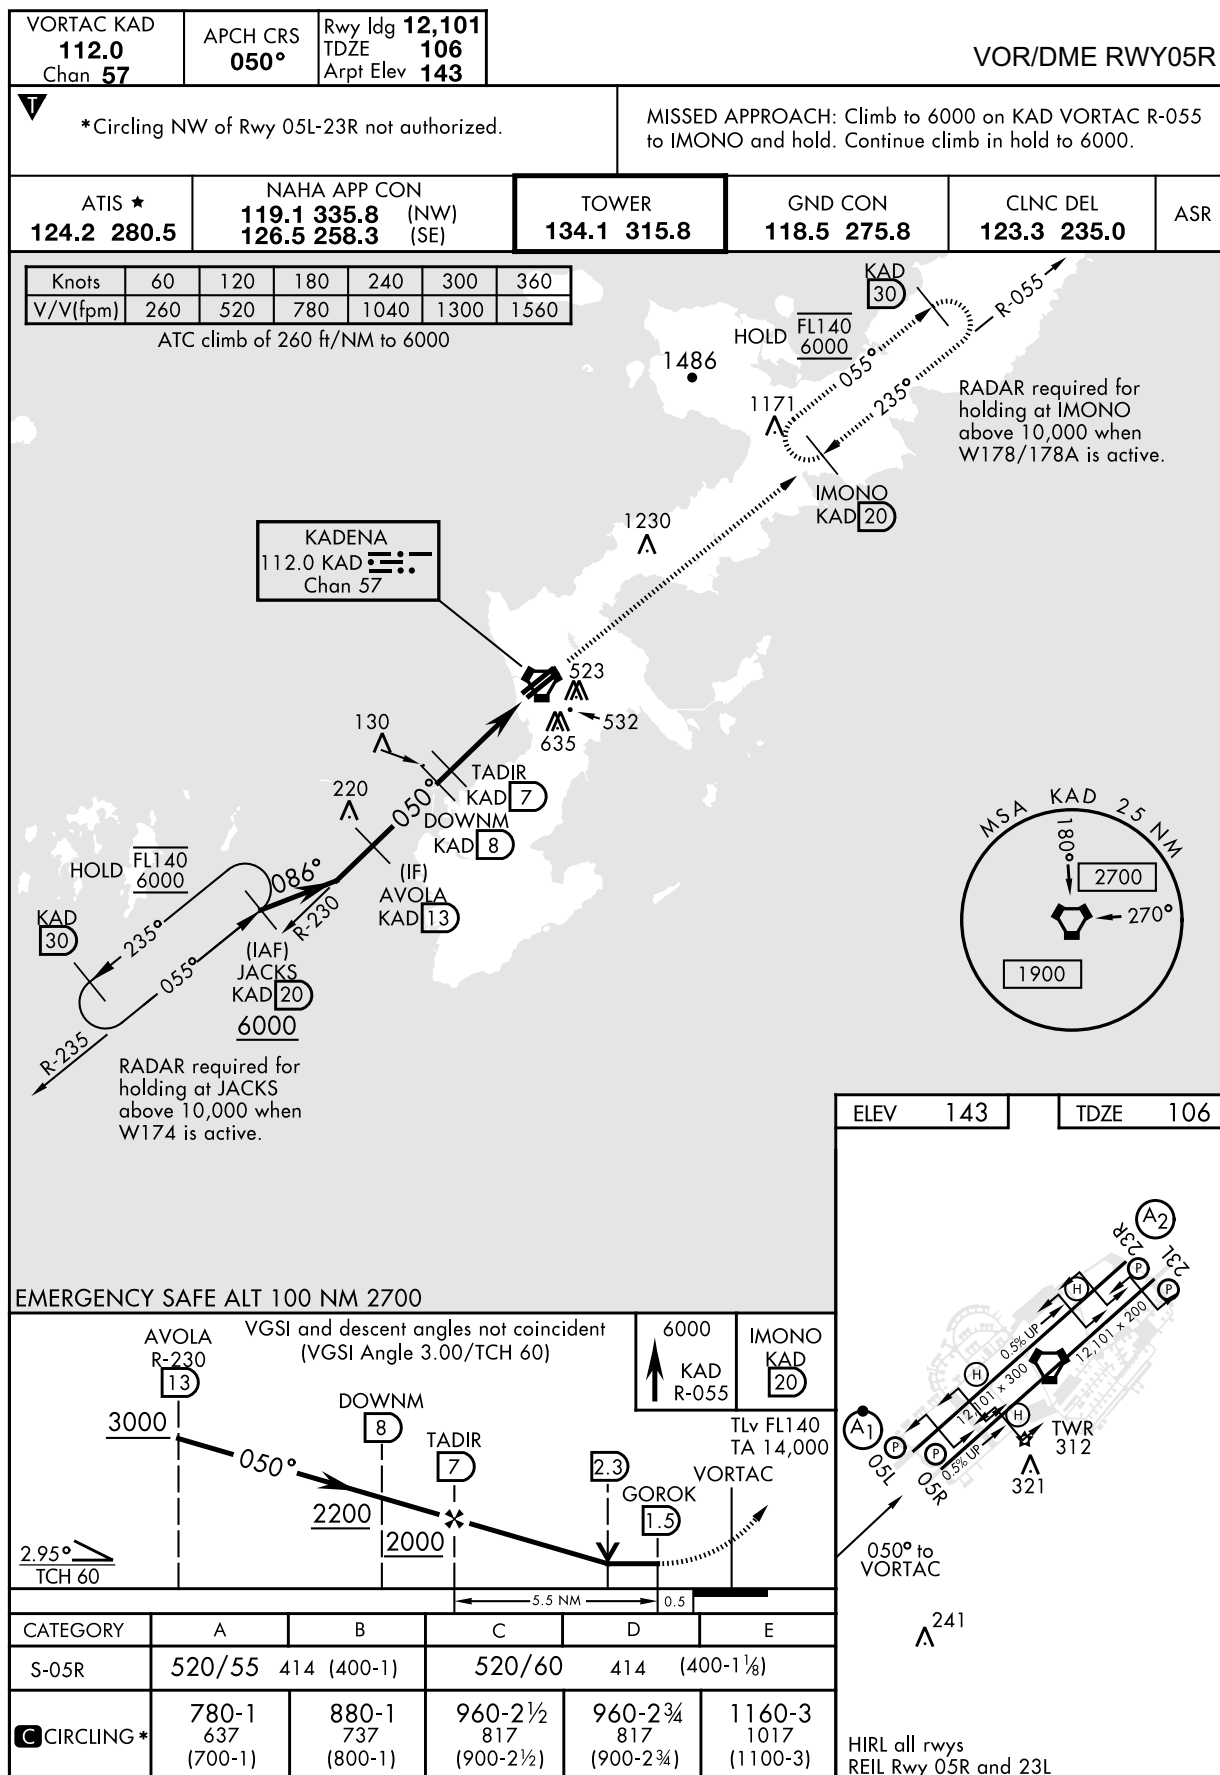 VORTAC KAD
112.0
Chan 57
APCH CRS
050°
Rwy ldg 12,101
TDZE 106
Arpt Elev 143
VOR/DME RWY05R
T
*Circling NW of Rwy 05L-23R not authorized.
MISSED APPROACH: Climb to 6000 on KAD VORTAC R-055
to IMONO and hold. Continue climb in hold to 6000.
ATIS ★
124.2 280.5
NAHA APP CON
119.1 335.8 (NW)
126.5 258.3 (SE)
TOWER
134.1 315.8
GND CON
118.5 275.8
CLNC DEL
123.3 235.0
ASR
Knots 60 120 180 240 300 360
V/V(fpm) 260 520 780 1040 1300 1560
ATC climb of 260 ft/NM to 6000
KAD
30
R-055
HOLD FL140
6000
055°
235°
1486
1171
RADAR required for
holding at IMONO
above 10,000 when
W178/178A is active.
IMONO
KAD 20
1230
KADENA
112.0 KAD
Chan 57
523
532
635
130
TADIR
KAD 7
050°
DOWNM
KAD 8
220
(IF)
AVOLA
KAD 13
HOLD FL140
6000
086°
R-230
KAD
30
235°
055°
(IAF)
JACKS
KAD 20
6000
R-235
RADAR required for
holding at JACKS
above 10,000 when
W174 is active.
MSA KAD 25 NM
180°
2700
270°
1900
EMERGENCY SAFE ALT 100 NM 2700
ELEV 143
TDZE 106
A2
23R
23L
P
P
H
0.5% UP
12,101 x 200
H
12,101 x 300
H
A1
P
P
05L
05R
0.5% UP
TWR
312
321
050° to
VORTAC
241
HIRL all rwys
REIL Rwy 05R and 23L
VGSI and descent angles not coincident
(VGSI Angle 3.00/TCH 60)
AVOLA
R-230
13
3000
050°
DOWNM
8
2200
TADIR
7
2000
2.3
GOROK
1.5
VORTAC
6000
KAD
R-055
IMONO
KAD
20
TLv FL140
TA 14,000
2.95°
TCH 60
5.5 NM
0.5
CATEGORY A B C D E
S-05R 520/55 414 (400-1) 520/60 414 (400-1⅛)
C CIRCLING *
780-1
637
(700-1)
880-1
737
(800-1)
960-2½
817
(900-2½)
960-2¾
817
(900-2¾)
1160-3
1017
(1100-3)